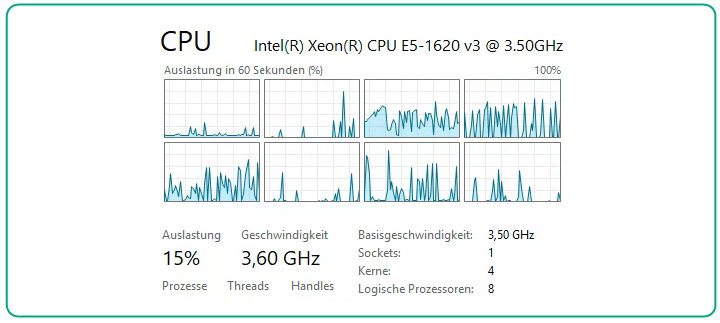 CPU
Intel(R) Xeon(R) CPU E5-1620 v3 @ 3.50GHz
Auslastung in 60 Sekunden (%)
100%
Auslastung
Geschwindigkeit
15%
3,60 GHz
Prozesse
Threads
Handles
Basisgeschwindigkeit: 3,50 GHz
Sockets: 1
Kerne: 4
Logische Prozessoren: 8